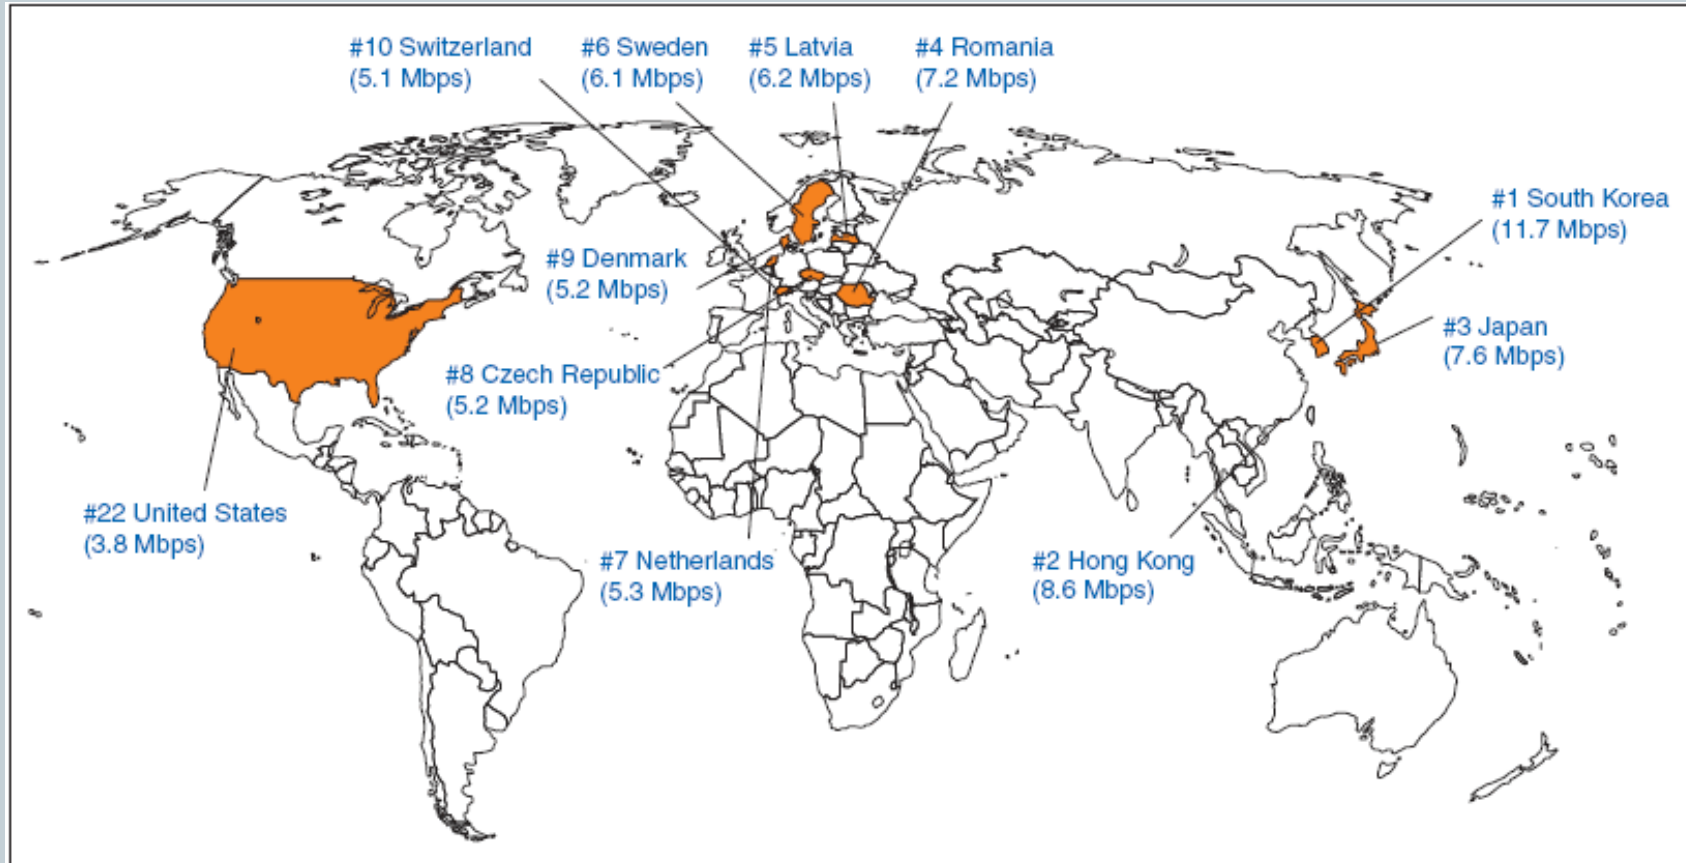 #10 Switzerland
(5.1 Mbps)
#6 Sweden
(6.1 Mbps)
#5 Latvia
(6.2 Mbps)
#4 Romania
(7.2 Mbps)
#1 South Korea
(11.7 Mbps)
#9 Denmark
(5.2 Mbps)
#3 Japan
(7.6 Mbps)
#8 Czech Republic
(5.2 Mbps)
#22 United States
(3.8 Mbps)
#7 Netherlands
(5.3 Mbps)
#2 Hong Kong
(8.6 Mbps)